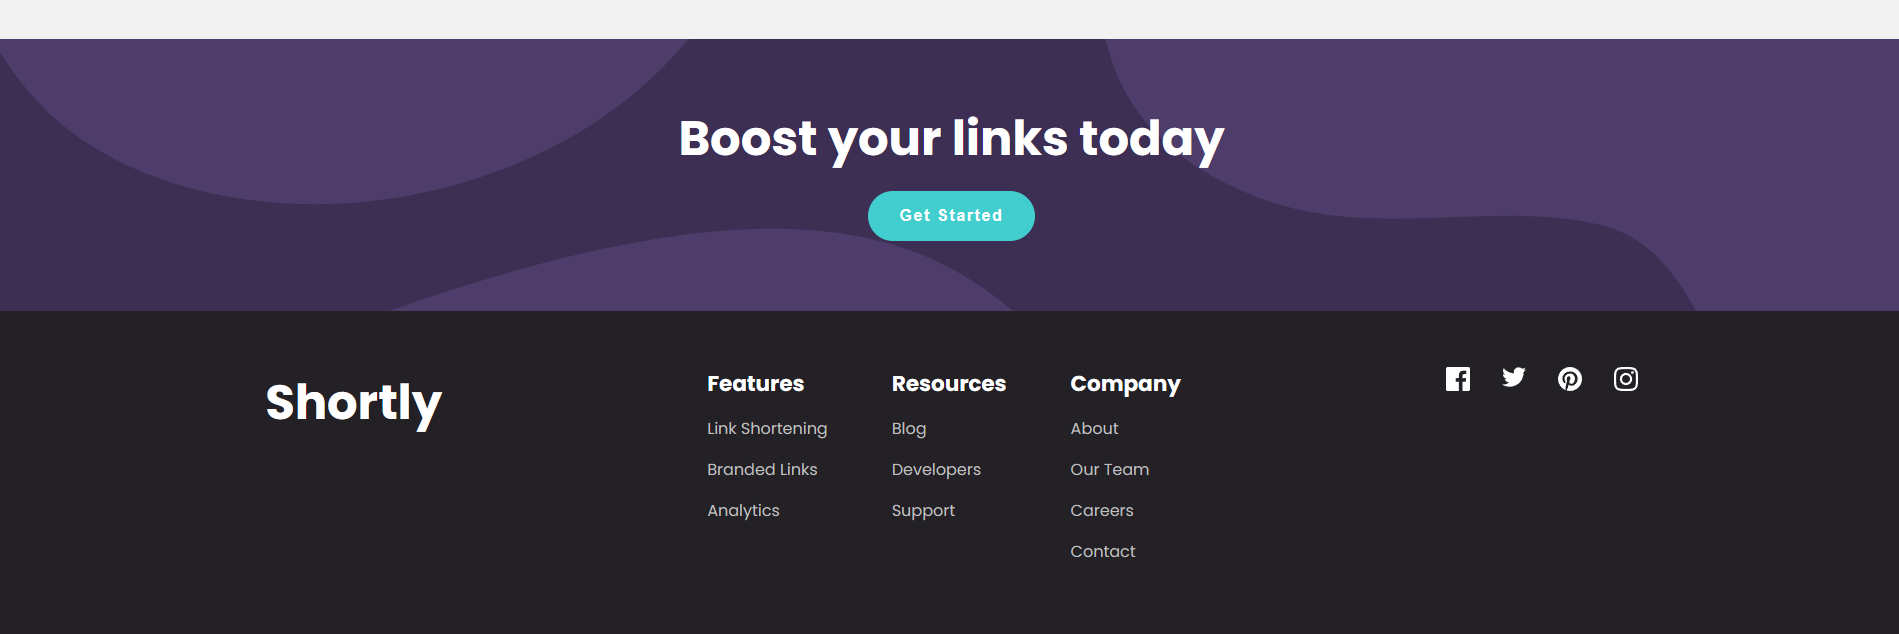 Boost your links today
Get Started
Shortly
Features
Link Shortening
Branded Links
Analytics
Resources
Blog
Developers
Support
Company
About
Our Team
Careers
Contact